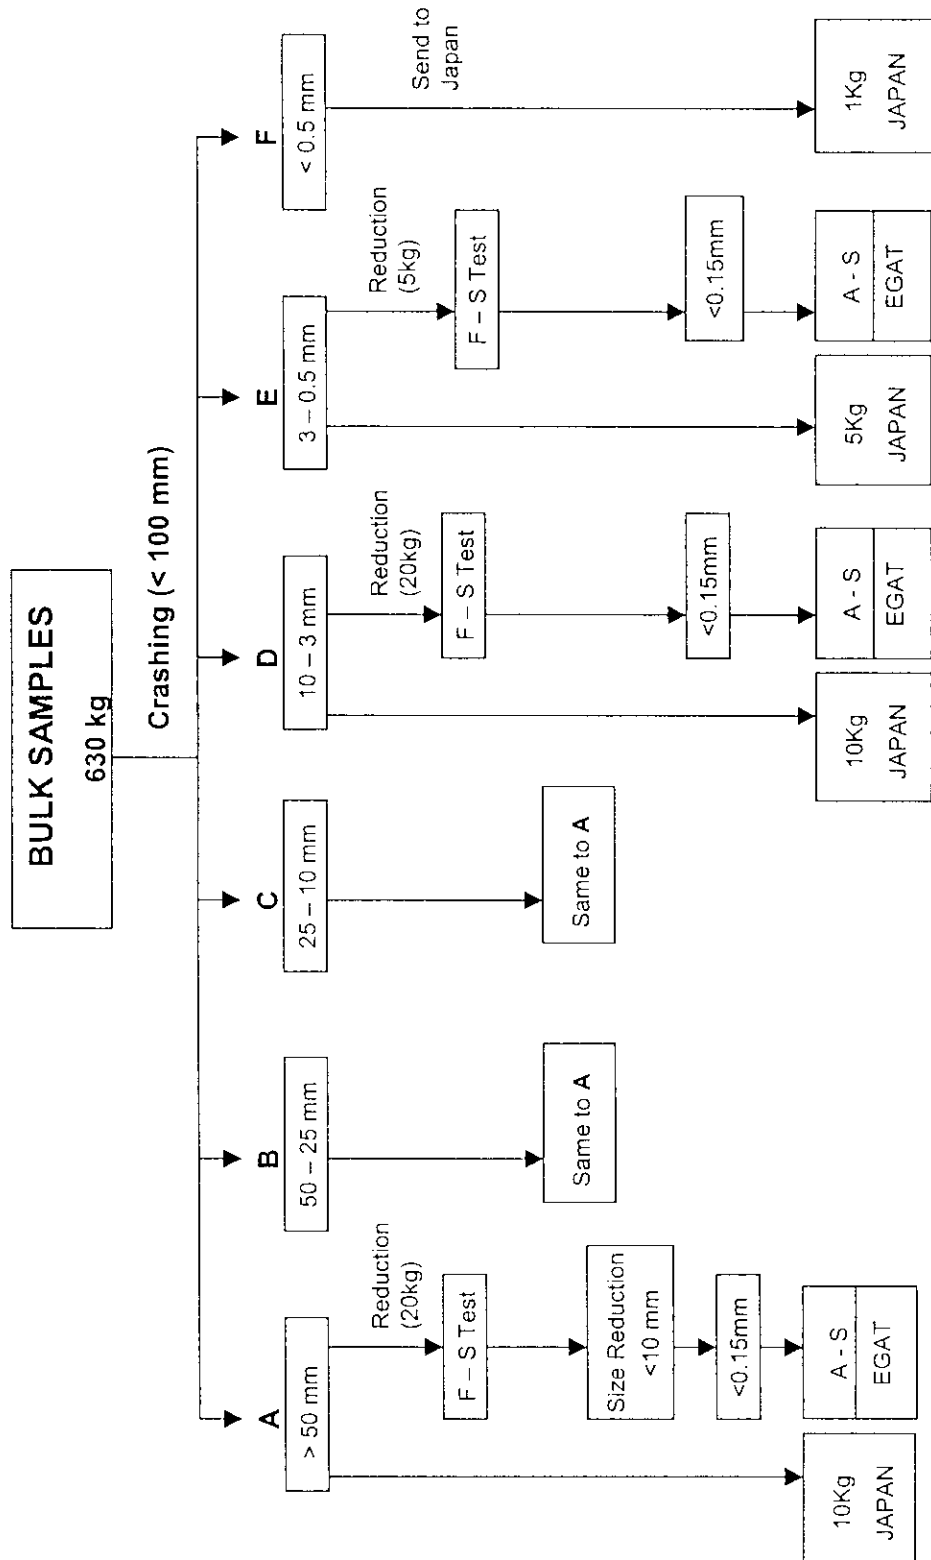 BULK SAMPLES
630 kg
Crashing (< 100 mm)
A
> 50 mm
Reduction
(20kg)
F – S Test
Size Reduction
<10 mm
<0.15mm
10Kg
JAPAN
A - S
EGAT
B
50 – 25 mm
Same to A
C
25 – 10 mm
Same to A
D
10 – 3 mm
Reduction
(20kg)
F – S Test
<0.15mm
10Kg
JAPAN
A - S
EGAT
E
3 – 0.5 mm
Reduction
(5kg)
F – S Test
<0.15mm
5Kg
JAPAN
A - S
EGAT
F
< 0.5 mm
Send to
Japan
1Kg
JAPAN